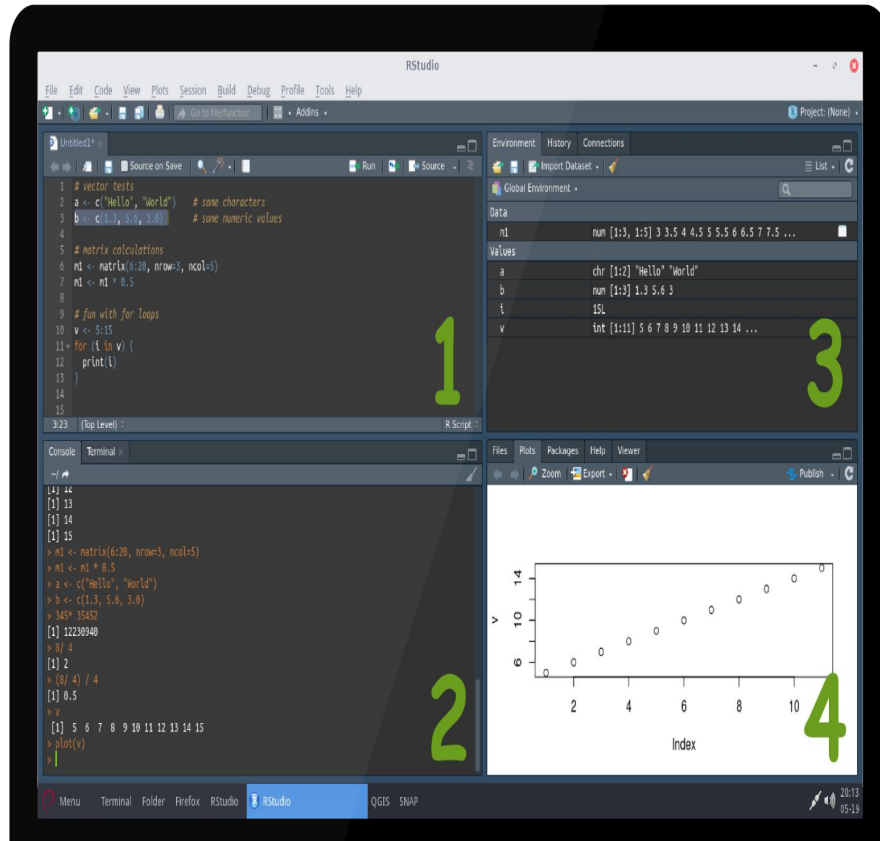 RStudio
File Edit Code View Plots Session Build Debug Profile Tools Help
Go to file/function Addins Project: (None)
Untitled1*
Source on Save Run Source
1 # vector tests
2 a <- c("Hello", "World") # some characters
3 b <- c(1.3, 5.6, 3.0) # some numeric values
4
5 # matrix calculations
6 m1 <- matrix(6:20, nrow=3, ncol=5)
7 m1 <- m1 * 0.5
8
9 # fun with for loops
10 v <- 5:15
11 for (i in v) {
12 print(i)
13 }
14
15
1
3:23 (Top Level) R Script
Console Terminal
~/
[1] 12
[1] 13
[1] 14
[1] 15
> m1 <- matrix(6:20, nrow=3, ncol=5)
> m1 <- m1 * 0.5
> a <- c("Hello", "World")
> b <- c(1.3, 5.6, 3.0)
> 345* 35452
[1] 12230940
> 8/ 4
[1] 2
> (8/ 4) / 4
[1] 0.5
> v
[1] 5 6 7 8 9 10 11 12 13 14 15
> plot(v)
>
2
Environment History Connections
Import Dataset List
Global Environment
Data
m1 num [1:3, 1:5] 3 3.5 4 4.5 5 5.5 6 6.5 7 7.5 ...
Values
a chr [1:2] "Hello" "World"
b num [1:3] 1.3 5.6 3
i 15L
v int [1:11] 5 6 7 8 9 10 11 12 13 14 ...
3
Files Plots Packages Help Viewer
Zoom Export Publish
v
14
10
6
2 4 6 8 10
Index
4
Menu Terminal Folder Firefox RStudio RStudio QGIS SNAP
20:13
05-19